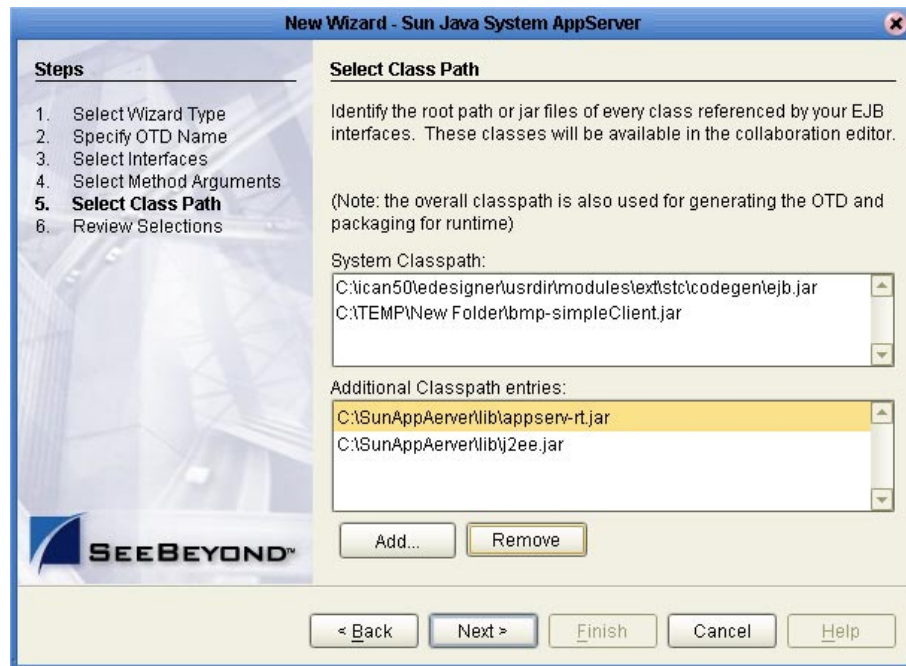 New Wizard - Sun Java System AppServer
Steps
1. Select Wizard Type
2. Specify OTD Name
3. Select Interfaces
4. Select Method Arguments
5. Select Class Path
6. Review Selections
SEEBEYOND™
Select Class Path
Identify the root path or jar files of every class referenced by your EJB
interfaces. These classes will be available in the collaboration editor.
(Note: the overall classpath is also used for generating the OTD and
packaging for runtime)
System Classpath:
C:\ican50\edesigner\usrdir\modules\ext\stc\codegen\ejb.jar
C:\TEMP\New Folder\bmp-simpleClient.jar
Additional Classpath entries:
C:\SunAppAerver\lib\appserv-rt.jar
C:\SunAppAerver\lib\j2ee.jar
Add... Remove
< Back Next > Finish Cancel Help